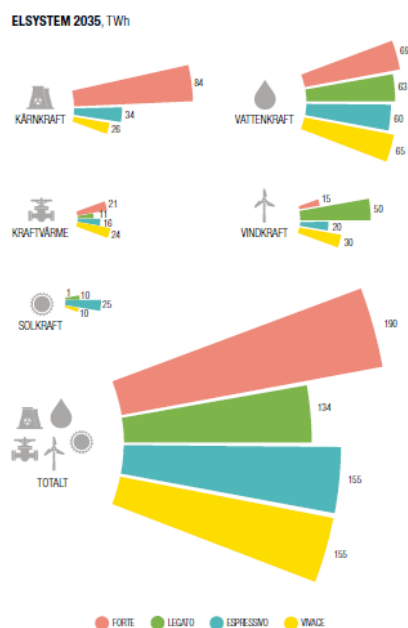 ELSYSTEM 2035, TWh
84
34
26
KÄRNKRAFT
69
63
60
65
VATTENKRAFT
21
11
16
24
KRAFTVÄRME
15
50
20
30
VINDKRAFT
1
10
25
10
SOLKRAFT
190
134
155
155
TOTALT
FORTE LEGATO ESPRESSIVO VIVACE